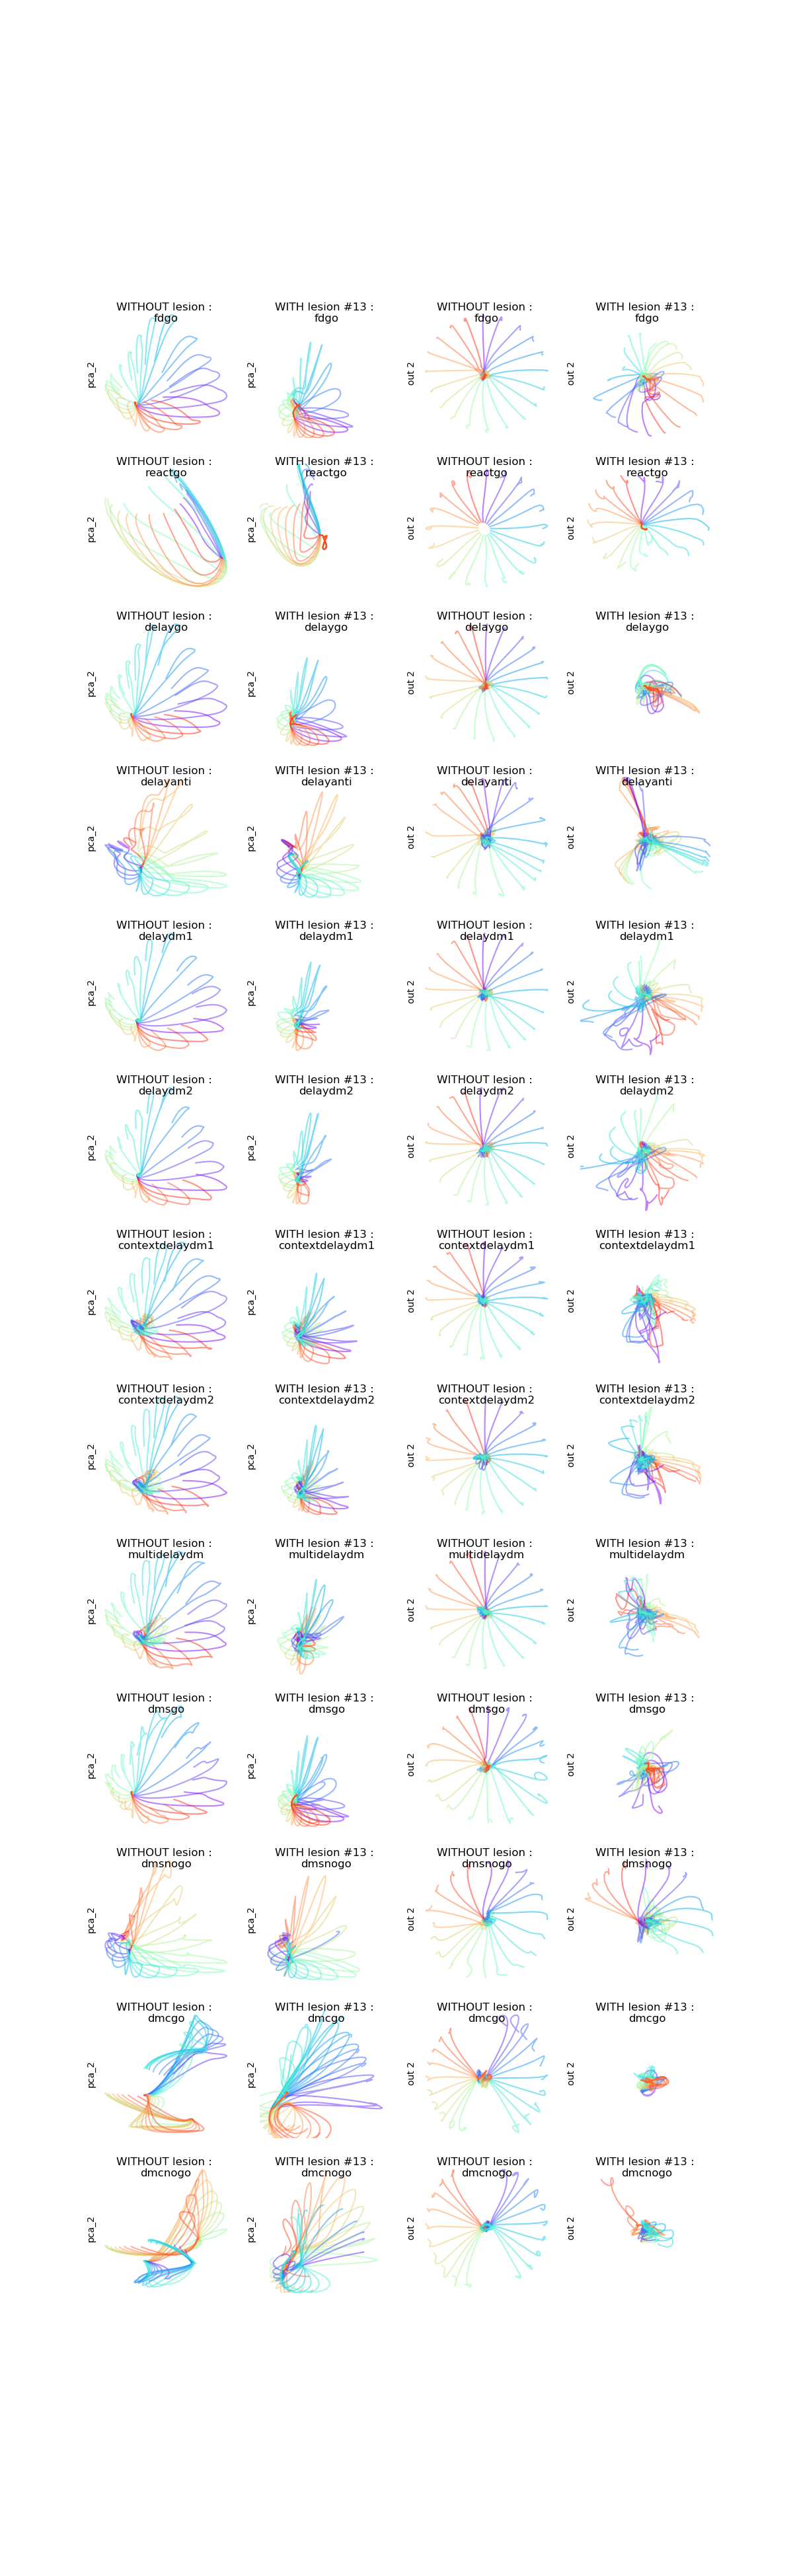 WITHOUT lesion :
fdgo
WITH lesion #13 :
fdgo
WITHOUT lesion :
fdgo
WITH lesion #13 :
fdgo
pca_2
pca_2
out 2
out 2
WITHOUT lesion :
reactgo
WITH lesion #13 :
reactgo
WITHOUT lesion :
reactgo
WITH lesion #13 :
reactgo
pca_2
pca_2
out 2
out 2
WITHOUT lesion :
delaygo
WITH lesion #13 :
delaygo
WITHOUT lesion :
delaygo
WITH lesion #13 :
delaygo
pca_2
pca_2
out 2
out 2
WITHOUT lesion :
delayanti
WITH lesion #13 :
delayanti
WITHOUT lesion :
delayanti
WITH lesion #13 :
delayanti
pca_2
pca_2
out 2
out 2
WITHOUT lesion :
delaydm1
WITH lesion #13 :
delaydm1
WITHOUT lesion :
delaydm1
WITH lesion #13 :
delaydm1
pca_2
pca_2
out 2
out 2
WITHOUT lesion :
delaydm2
WITH lesion #13 :
delaydm2
WITHOUT lesion :
delaydm2
WITH lesion #13 :
delaydm2
pca_2
pca_2
out 2
out 2
WITHOUT lesion :
contextdelaydm1
WITH lesion #13 :
contextdelaydm1
WITHOUT lesion :
contextdelaydm1
WITH lesion #13 :
contextdelaydm1
pca_2
pca_2
out 2
out 2
WITHOUT lesion :
contextdelaydm2
WITH lesion #13 :
contextdelaydm2
WITHOUT lesion :
contextdelaydm2
WITH lesion #13 :
contextdelaydm2
pca_2
pca_2
out 2
out 2
WITHOUT lesion :
multidelaydm
WITH lesion #13 :
multidelaydm
WITHOUT lesion :
multidelaydm
WITH lesion #13 :
multidelaydm
pca_2
pca_2
out 2
out 2
WITHOUT lesion :
dmsgo
WITH lesion #13 :
dmsgo
WITHOUT lesion :
dmsgo
WITH lesion #13 :
dmsgo
pca_2
pca_2
out 2
out 2
WITHOUT lesion :
dmsnogo
WITH lesion #13 :
dmsnogo
WITHOUT lesion :
dmsnogo
WITH lesion #13 :
dmsnogo
pca_2
pca_2
out 2
out 2
WITHOUT lesion :
dmcgo
WITH lesion #13 :
dmcgo
WITHOUT lesion :
dmcgo
WITH lesion #13 :
dmcgo
pca_2
pca_2
out 2
out 2
WITHOUT lesion :
dmcnogo
WITH lesion #13 :
dmcnogo
WITHOUT lesion :
dmcnogo
WITH lesion #13 :
dmcnogo
pca_2
pca_2
out 2
out 2